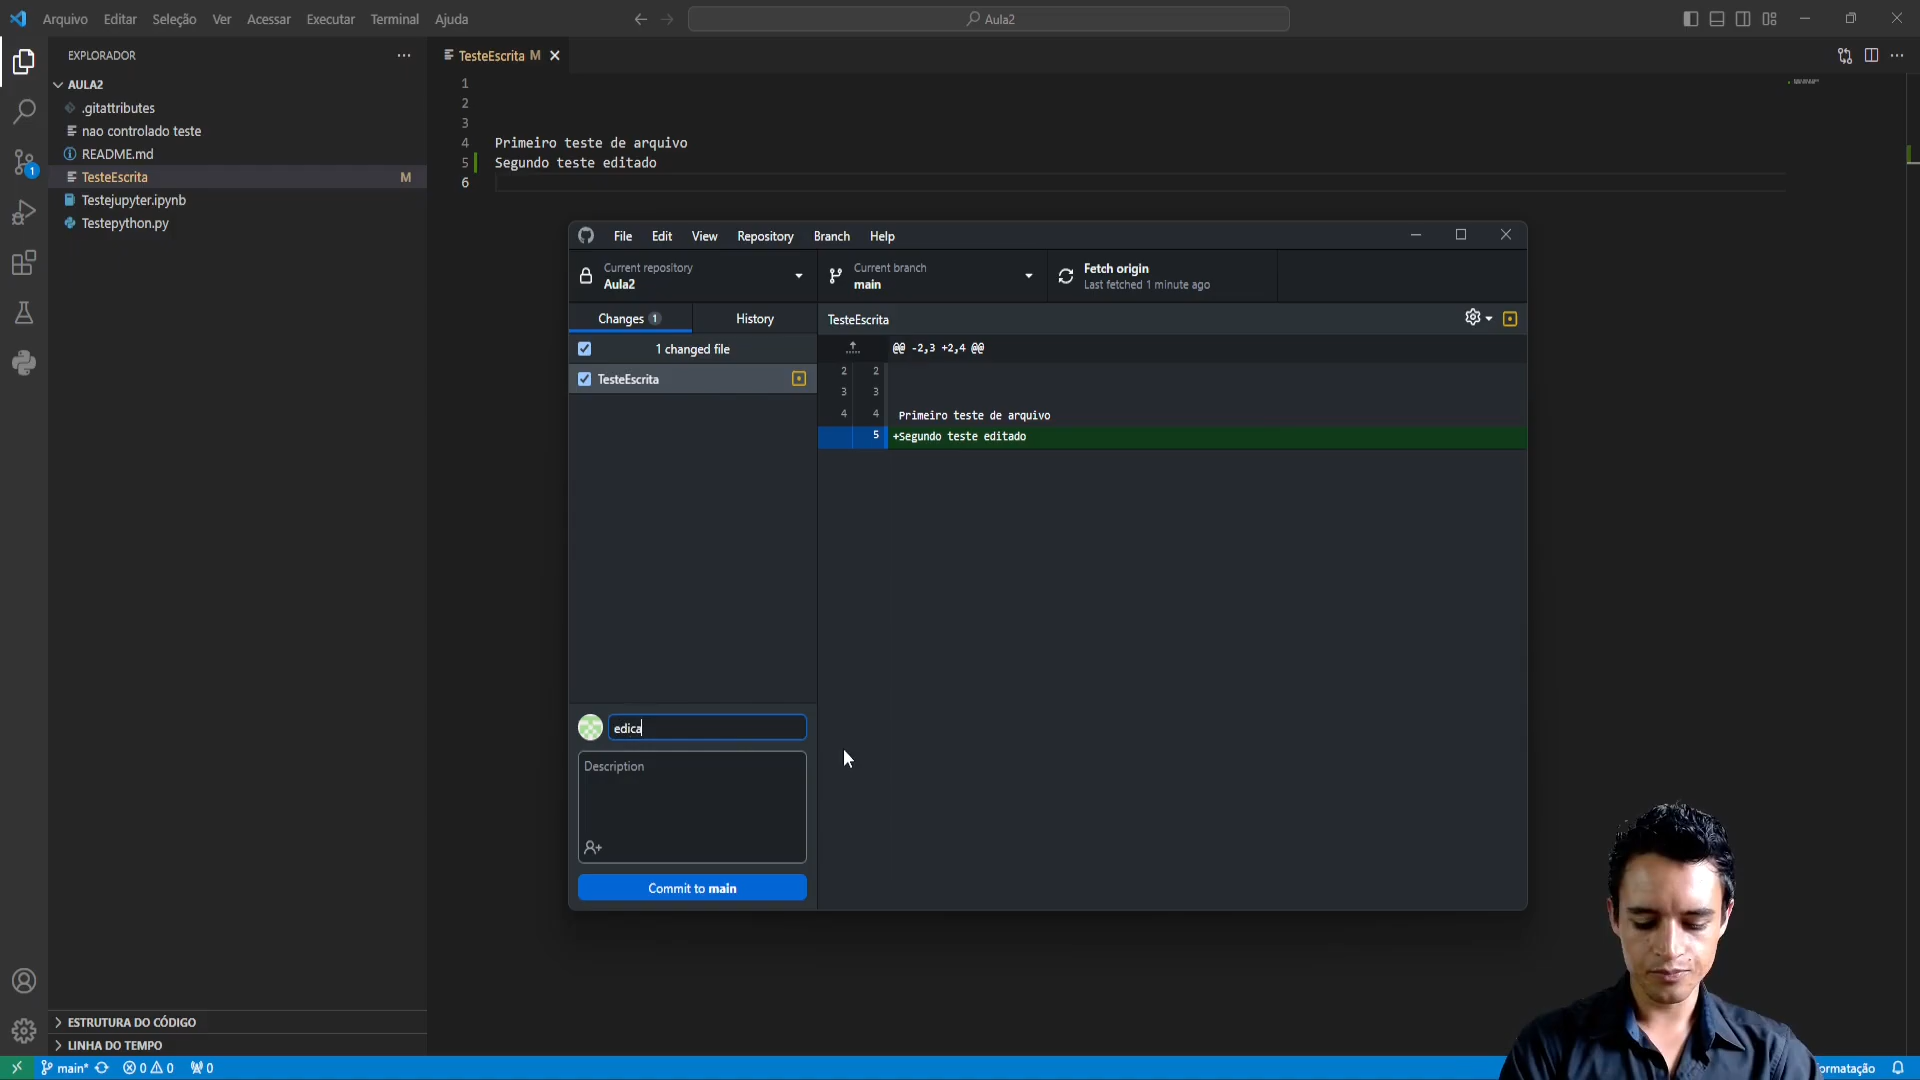 Arquivo Editar Seleção Ver Acessar Executar Terminal Ajuda
Aula2
EXPLORADOR
TesteEscrita M
AULA2
.gitattributes
nao controlado teste
README.md
TesteEscrita M
Testejupyter.ipynb
Testepython.py
1
1
2
3
4 Primeiro teste de arquivo
5 Segundo teste editado
6
File Edit View Repository Branch Help
Current repository
Aula2
Current branch
main
Fetch origin
Last fetched 1 minute ago
Changes 1 History
TesteEscrita
1 changed file
TesteEscrita
@@ -2,3 +2,4 @@
2 2
3 3
4 4 Primeiro teste de arquivo
5 +Segundo teste editado
edica
Description
Commit to main
ESTRUTURA DO CÓDIGO
LINHA DO TEMPO
main* 0 0 0
ormatação